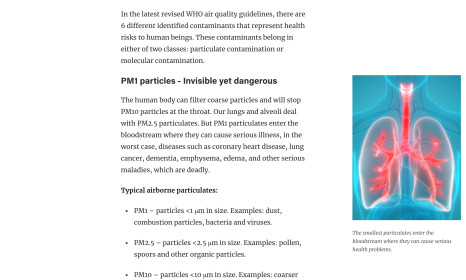 In the latest revised WHO air quality guidelines, there are
6 different identified contaminants that represent health
risks to human beings. These contaminants belong in
either of two classes: particulate contamination or
molecular contamination.
PM1 particles - Invisible yet dangerous
The human body can filter coarse particles and will stop
PM10 particles at the throat. Our lungs and alveoli deal
with PM2.5 particulates. But PM1 particulates enter the
bloodstream where they can cause serious illness, in the
worst case, diseases such as coronary heart disease, lung
cancer, dementia, emphysema, edema, and other serious
maladies, which are deadly.
Typical airborne particulates:
• PM1 – particles <1 µm in size. Examples: dust,
combustion particles, bacteria and viruses.
• PM2.5 – particles <2.5 µm in size. Examples: pollen,
spoors and other organic particles.
• PM10 – particles <10 µm in size. Examples: coarser
The smallest particulates enter the
bloodstream where they can cause serious
health problems.